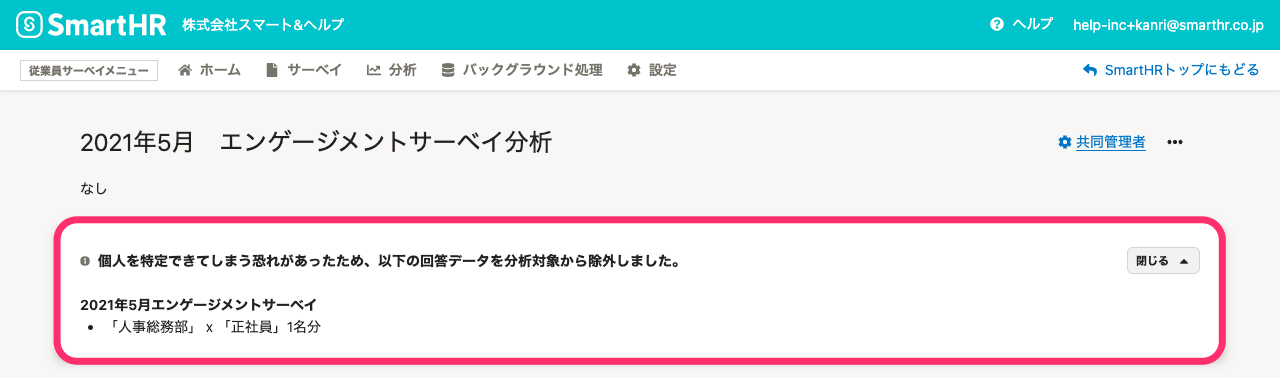 SmartHR 株式会社スマート&ヘルプ ヘルプ help-inc+kanri@smarthr.co.jp
従業員サーベイメニュー ホーム サーベイ 分析 バックグラウンド処理 設定 SmartHRトップにもどる
2021年5月　エンゲージメントサーベイ分析 共同管理者 •••
なし
個人を特定できてしまう恐れがあったため、以下の回答データを分析対象から除外しました。 閉じる
2021年5月エンゲージメントサーベイ
• 「人事総務部」 x 「正社員」1名分